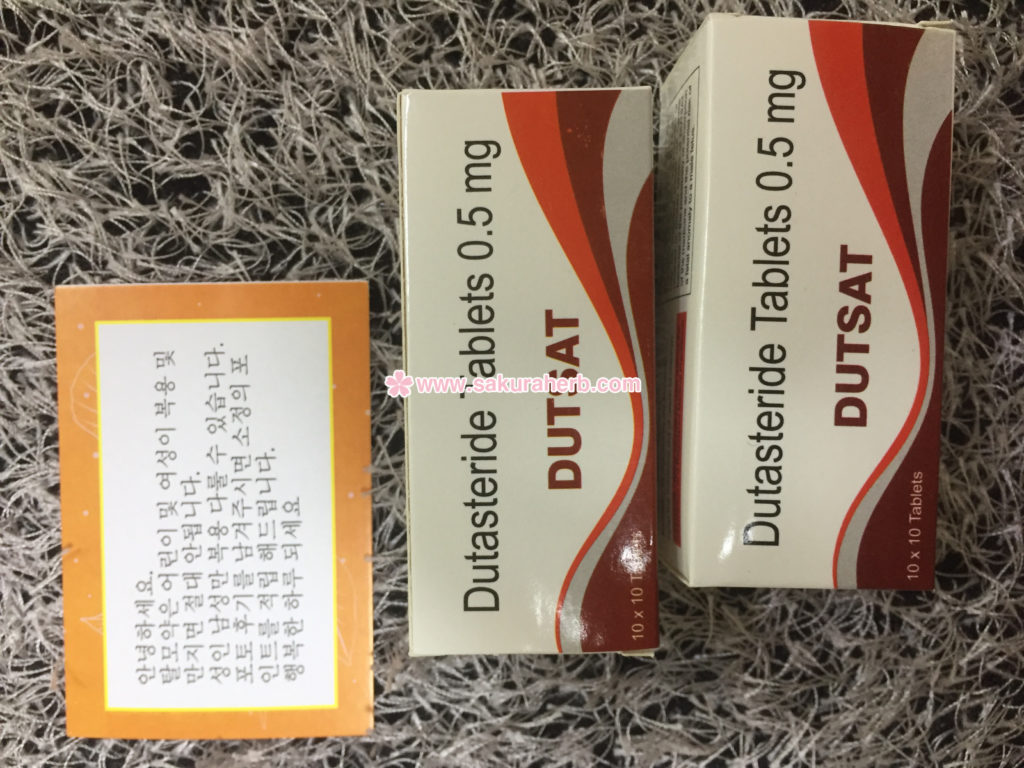 안녕하세요.
탈모약은 어린이 및 여성이 복용 및
만지면 절대 안됩니다.
성인 남성만 복용 다룰 수 있습니다.
포토후기를 남겨주시면 소정의 포
인트를 적립 해드립니다.
행복한 하루 되세요
Dutasteride Tablets 0.5 mg
DUTSAT
10 x 10 Tablets
www.sakuraherb.com
Dutasteride Tablets 0.5 mg
DUTSAT
10 x 10 Tablets